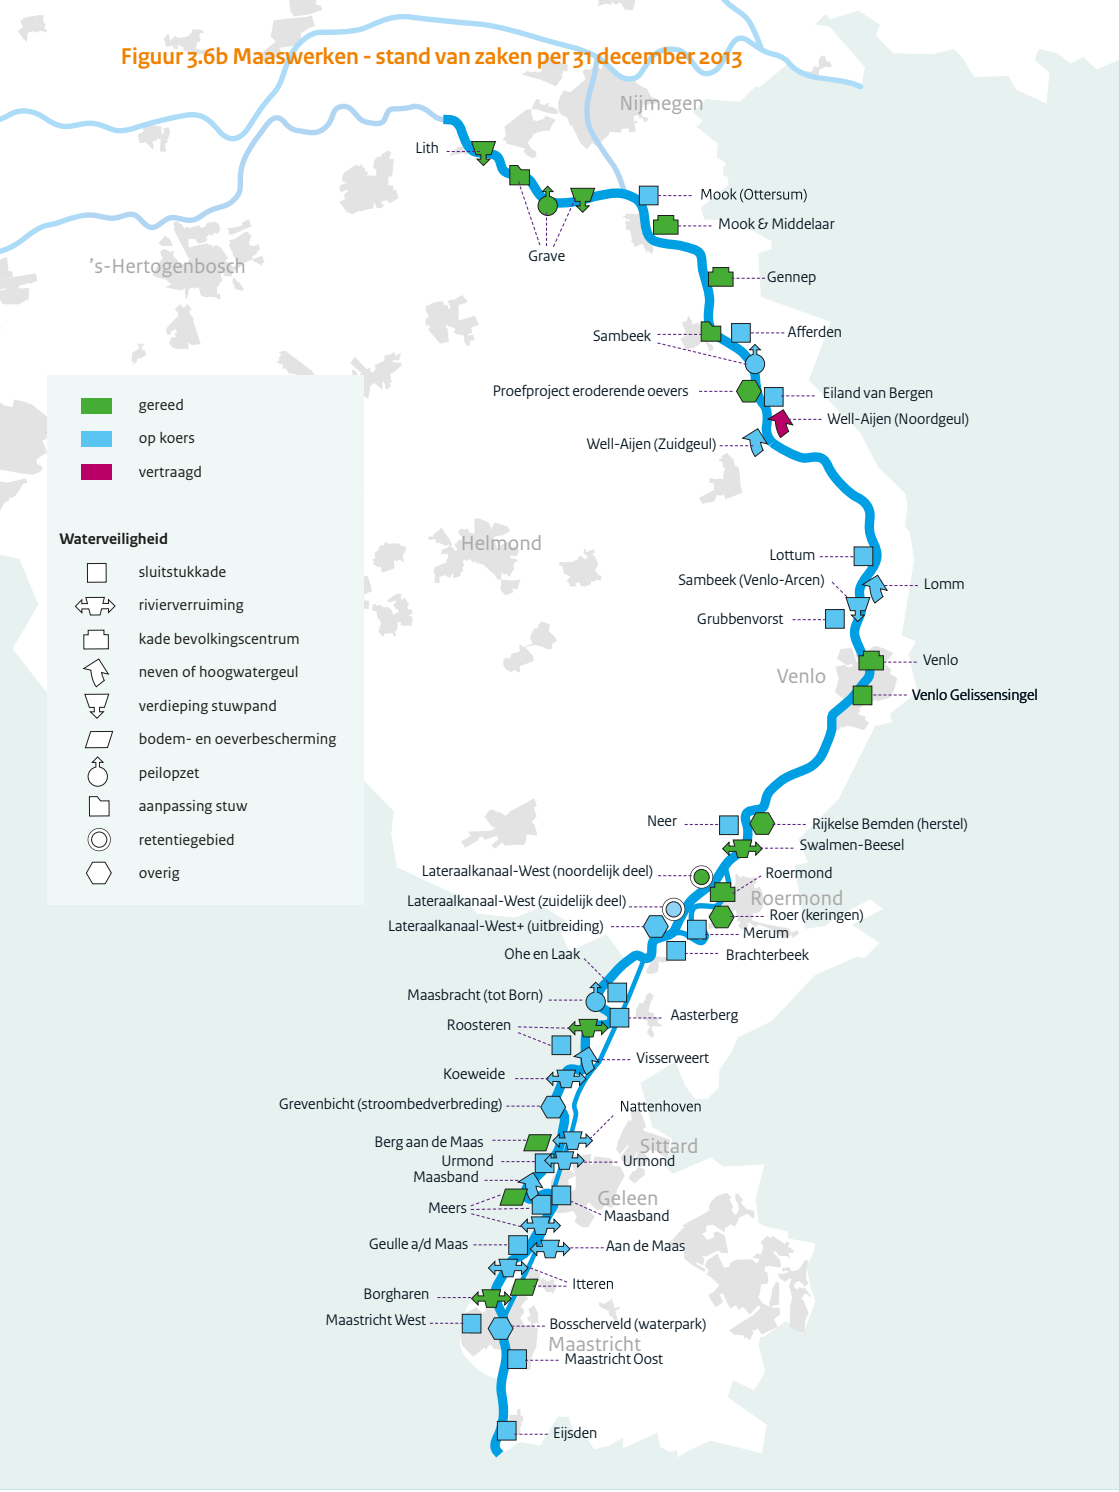 Figuur 3.6b Maaswerken - stand van zaken per 31 december 2013
Nijmegen
Lith
Mook (Ottersum)
Mook & Middelaar
Grave
's-Hertogenbosch
Gennep
Sambeek
Afferden
Proefproject eroderende oevers
Eiland van Bergen
Well-Aijen (Noordgeul)
Well-Aijen (Zuidgeul)
gereed
op koers
vertraagd
Waterveiligheid
sluitstukkade
rivierverruiming
kade bevolkingscentrum
neven of hoogwatergeul
verdieping stuwpand
bodem- en oeverbescherming
peilopzet
aanpassing stuw
retentiegebied
overig
Helmond
Lottum
Sambeek (Venlo-Arcen)
Lomm
Grubbenvorst
Venlo
Venlo
Venlo Gelissensingel
Neer
Rijkelse Bemden (herstel)
Swalmen-Beesel
Lateraalkanaal-West (noordelijk deel)
Roermond
Roermond
Lateraalkanaal-West (zuidelijk deel)
Roer (keringen)
Lateraalkanaal-West+ (uitbreiding)
Merum
Ohe en Laak
Brachterbeek
Maasbracht (tot Born)
Aasterberg
Roosteren
Visserweert
Koeweide
Grevenbicht (stroombedverbreding)
Nattenhoven
Berg aan de Maas
Sittard
Urmond
Urmond
Maasband
Geleen
Meers
Maasband
Geulle a/d Maas
Aan de Maas
Itteren
Borgharen
Maastricht West
Bosscherveld (waterpark)
Maastricht
Maastricht Oost
Eijsden